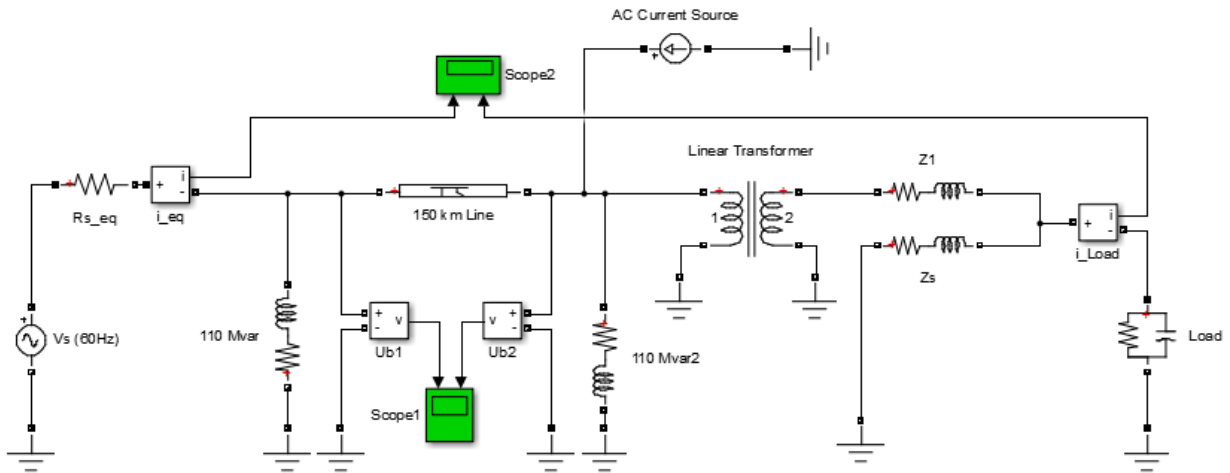 AC Current Source
Scope2
Linear Transformer
Z1
i
+
-
Rs_eq
i_eq
150 km Line
1
2
i
+
-
i_Load
Zs
Vs (60Hz)
110 Mvar
+
-
v
Ub1
v
+
-
Ub2
110 Mvar2
Load
Scope1